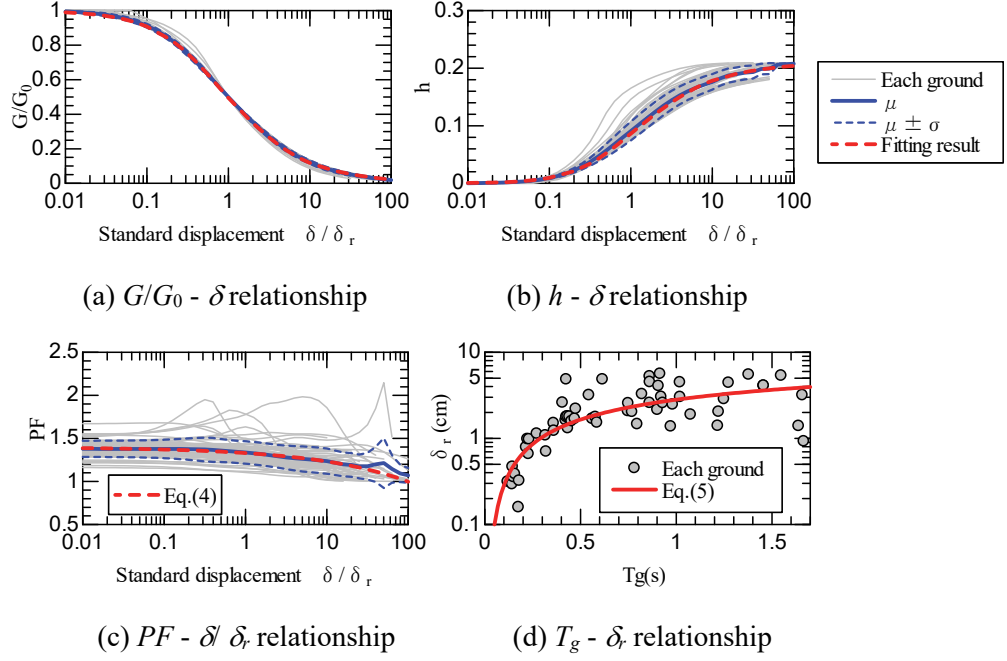 1
0.8
0.6
0.4
0.2
0
G/G0
0.01 0.1 1 10 100
Standard displacement δ / δ r
(a) G/G0 - δ relationship
0.3
0.2
0.1
0
h
0.01 0.1 1 10 100
Standard displacement δ / δ r
(b) h - δ relationship
Each ground
μ
μ ± σ
Fitting result
2.5
2
1.5
1
0.5
PF
Eq.(4)
0.01 0.1 1 10 100
Standard displacement δ / δ r
(c) PF - δ/ δr relationship
10
5
1
0.5
0.1
δ r (cm)
Each ground
Eq.(5)
0 0.5 1 1.5
Tg(s)
(d) Tg - δr relationship